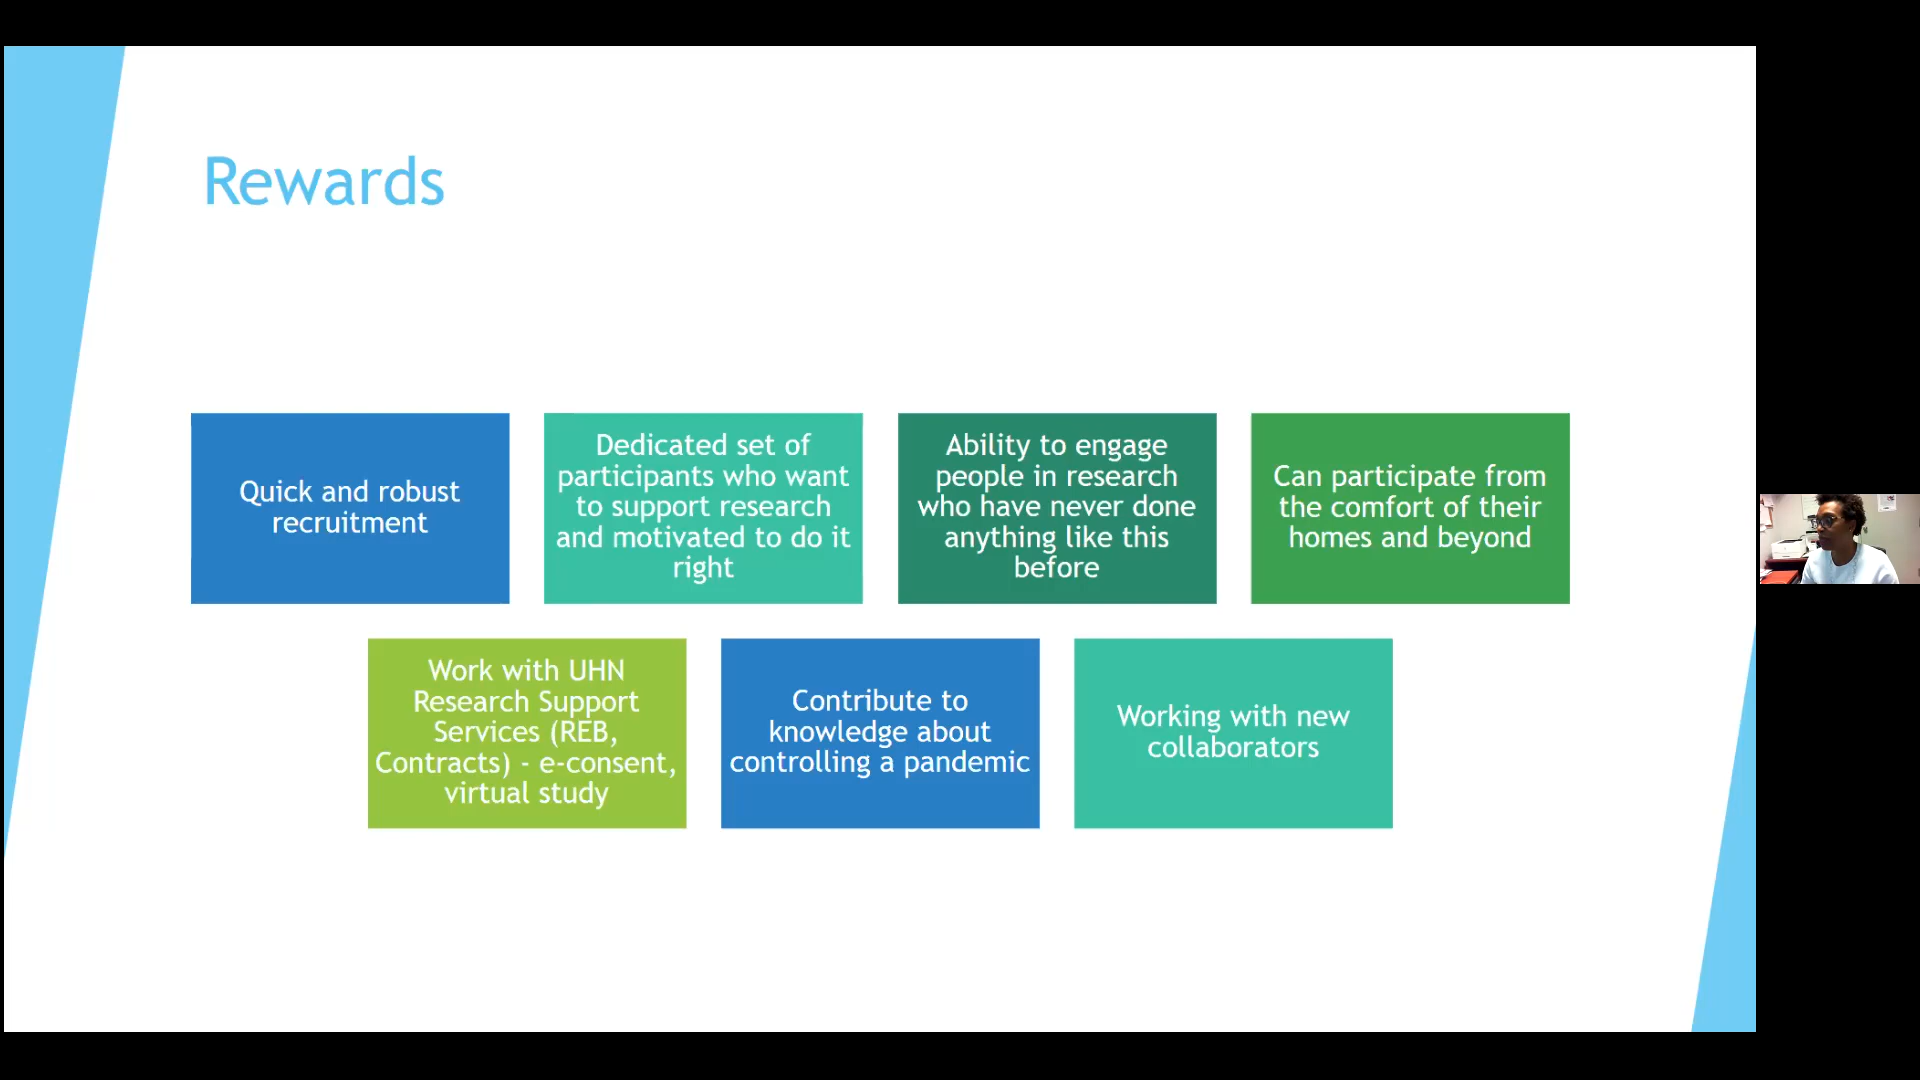 Rewards
Quick and robust
recruitment
Dedicated set of
participants who want
to support research
and motivated to do it
right
Ability to engage
people in research
who have never done
anything like this
before
Can participate from
the comfort of their
homes and beyond
Work with UHN
Research Support
Services (REB,
Contracts) - e-consent,
virtual study
Contribute to
knowledge about
controlling a pandemic
Working with new
collaborators